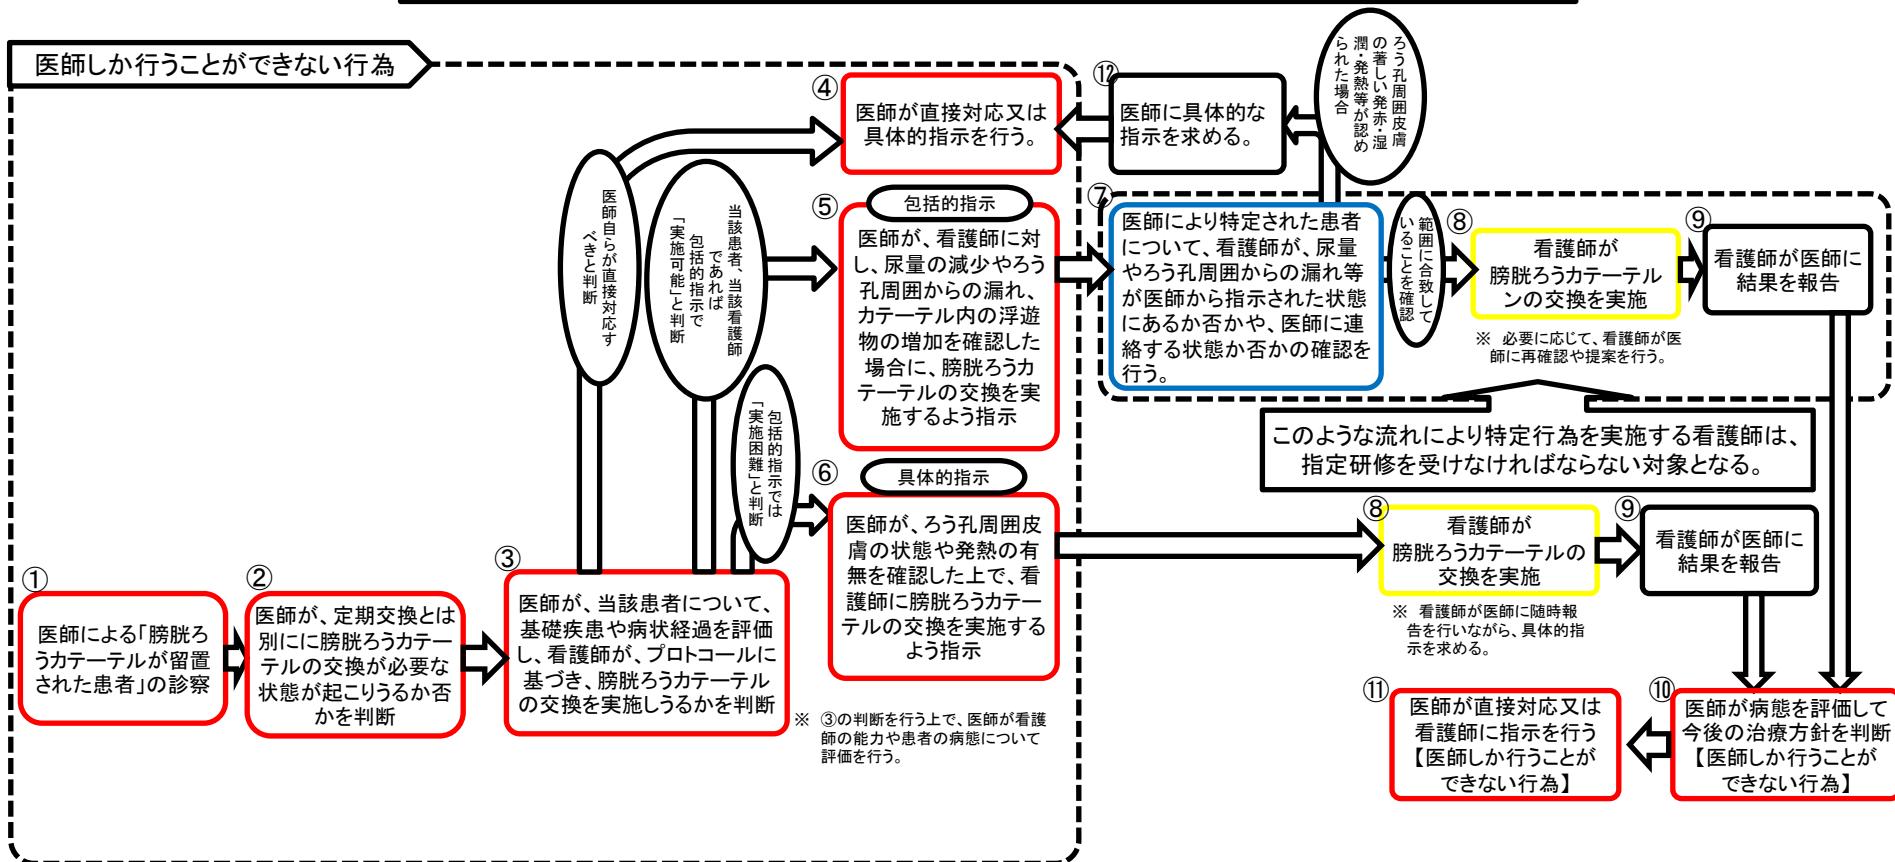 医師しか行うことができない行為
①
医師による「膀胱ろ
うカテーテルが留置
された患者」の診察
②
医師が、定期交換とは
別にに膀胱ろうカテー
テルの交換が必要な
状態が起こりうるか否
かを判断
③
医師が、当該患者について、
基礎疾患や病状経過を評価
し、看護師が、プロトコールに
基づき、膀胱ろうカテーテル
の交換を実施しうるかを判断
※ ③の判断を行う上で、医師が看護
師の能力や患者の病態について
評価を行う。
医師自らが直接対応す
べきと判断
当該患者、当該看護師
であれば
包括的指示で
「実施可能」と判断
包括的指示では
「実施困難」と判断
④
医師が直接対応又は
具体的指示を行う。
⑤
包括的指示
医師が、看護師に対
し、尿量の減少やろう
孔周囲からの漏れ、
カテーテル内の浮遊
物の増加を確認した
場合に、膀胱ろうカ
テーテルの交換を実
施するよう指示
⑥
具体的指示
医師が、ろう孔周囲皮
膚の状態や発熱の有
無を確認した上で、看
護師に膀胱ろうカテー
テルの交換を実施する
よう指示
⑫
医師に具体的な
指示を求める。
ろう孔周囲皮膚
の著しい発赤・湿
潤・発熱等が認め
られた場合
⑦
医師により特定された患者
について、看護師が、尿量
やろう孔周囲からの漏れ等
が医師から指示された状態
にあるか否かや、医師に連
絡する状態か否かの確認を
行う。
範囲に合致して
いることを確認
⑧
看護師が
膀胱ろうカテーテル
ンの交換を実施
※ 必要に応じて、看護師が医
師に再確認や提案を行う。
⑨
看護師が医師に
結果を報告
このような流れにより特定行為を実施する看護師は、
指定研修を受けなければならない対象となる。
⑧
看護師が
膀胱ろうカテーテルの
交換を実施
※ 看護師が医師に随時報
告を行いながら、具体的指
示を求める。
⑨
看護師が医師に
結果を報告
⑩
医師が病態を評価して
今後の治療方針を判断
【医師しか行うことが
できない行為】
⑪
医師が直接対応又は
看護師に指示を行う
【医師しか行うことが
できない行為】